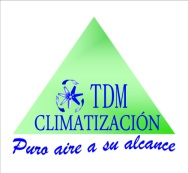 TDM
CLIMATIZACIÓN
Puro aire a su alcance